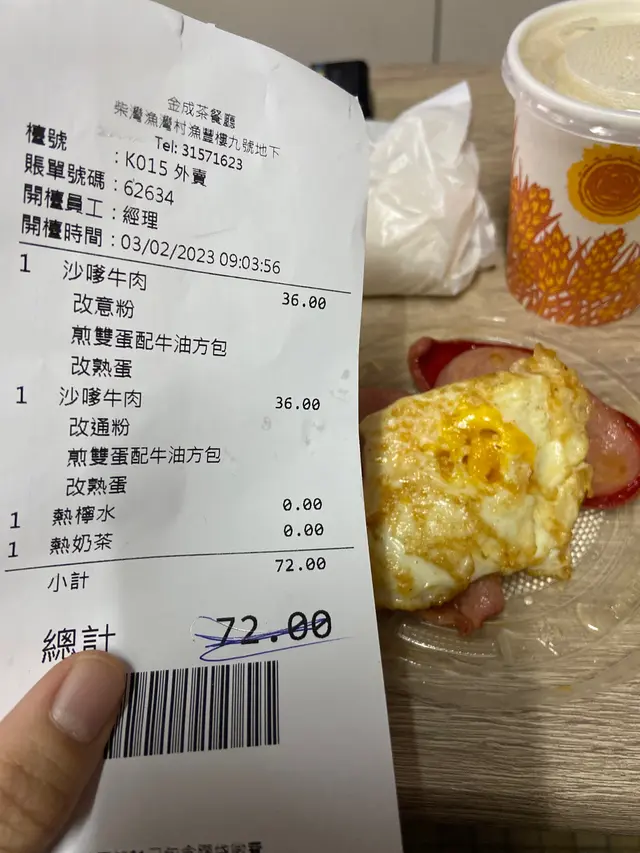 金成茶餐廳
柴灣漁灣村漁豐樓九號地下
Tel: 31571623
檯號 : K015 外賣
賬單號碼 : 62634
開檯員工 : 經理
開檯時間 : 03/02/2023 09:03:56
1 沙嗲牛肉 36.00
改意粉
煎雙蛋配牛油方包
改熟蛋
1 沙嗲牛肉 36.00
改通粉
煎雙蛋配牛油方包
改熟蛋
1 熱檸水 0.00
1 熱奶茶 0.00
小計 72.00
總計 72.00